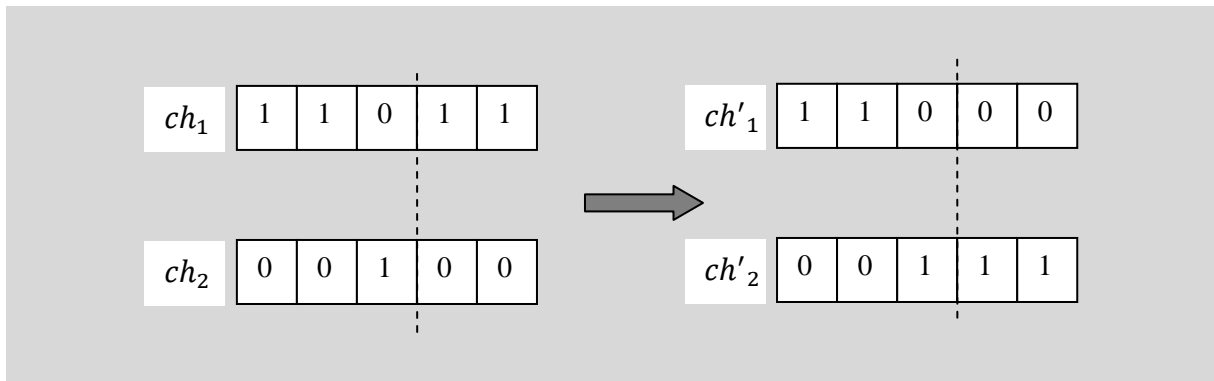 ch₁ 1 1 0 1 1
ch'₁ 1 1 0 0 0
ch₂ 0 0 1 0 0
ch'₂ 0 0 1 1 1